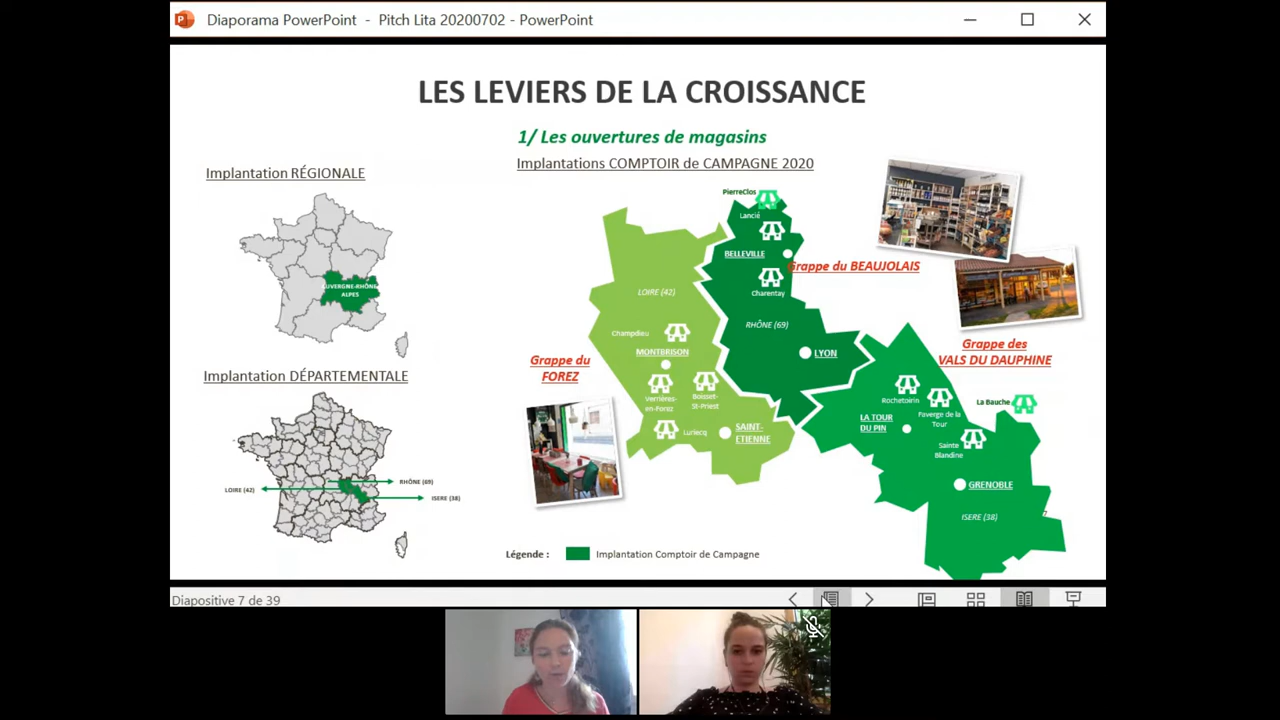 Diaporama PowerPoint - Pitch Lita 20200702 - PowerPoint
LES LEVIERS DE LA CROISSANCE
1/ Les ouvertures de magasins
Implantations COMPTOIR de CAMPAGNE 2020
Implantation RÉGIONALE
AUVERGNE-RHÔNE
ALPES
Implantation DÉPARTEMENTALE
LOIRE (42)
RHÔNE (69)
ISERE (38)
PierreClos
Lancié
BELLEVILLE
Grappe du BEAUJOLAIS
Charentay
LOIRE (42)
RHÔNE (69)
Champdieu
MONTBRISON
LYON
Grappe du
FOREZ
Verrières-
en-Forez
Boisset-
St-Priest
Luriecq
SAINT-
ETIENNE
Grappe des
VALS DU DAUPHINE
Rochetoirin
Faverge de la
Tour
La Bauche
LA TOUR
DU PIN
Sainte
Blandine
GRENOBLE
ISERE (38)
Légende :
Implantation Comptoir de Campagne
Diapositive 7 de 39